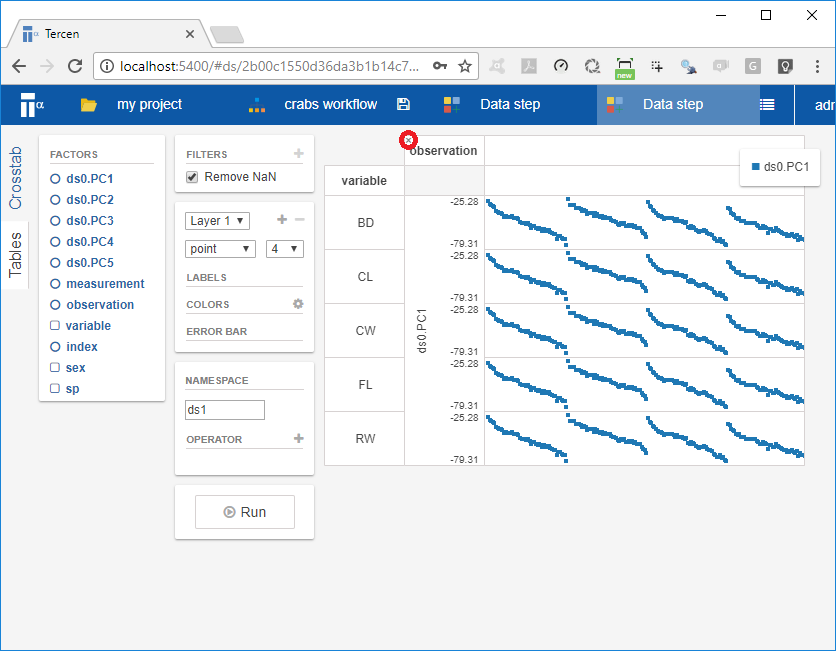 Tercen
localhost:5400/#ds/2b00c1550d36da3b1b14c7...
new
G
my project
crabs workflow
Data step
Data step
adr
Crosstab
Tables
FACTORS
ds0.PC1
ds0.PC2
ds0.PC3
ds0.PC4
ds0.PC5
measurement
observation
variable
index
sex
sp
FILTERS
Remove NaN
Layer 1
point
4
LABELS
COLORS
ERROR BAR
NAMESPACE
ds1
OPERATOR
Run
observation
variable
ds0.PC1
BD
CL
CW
FL
RW
ds0.PC1
-25.28
-79.31
-25.28
-79.31
-25.28
-79.31
-25.28
-79.31
-25.28
-79.31